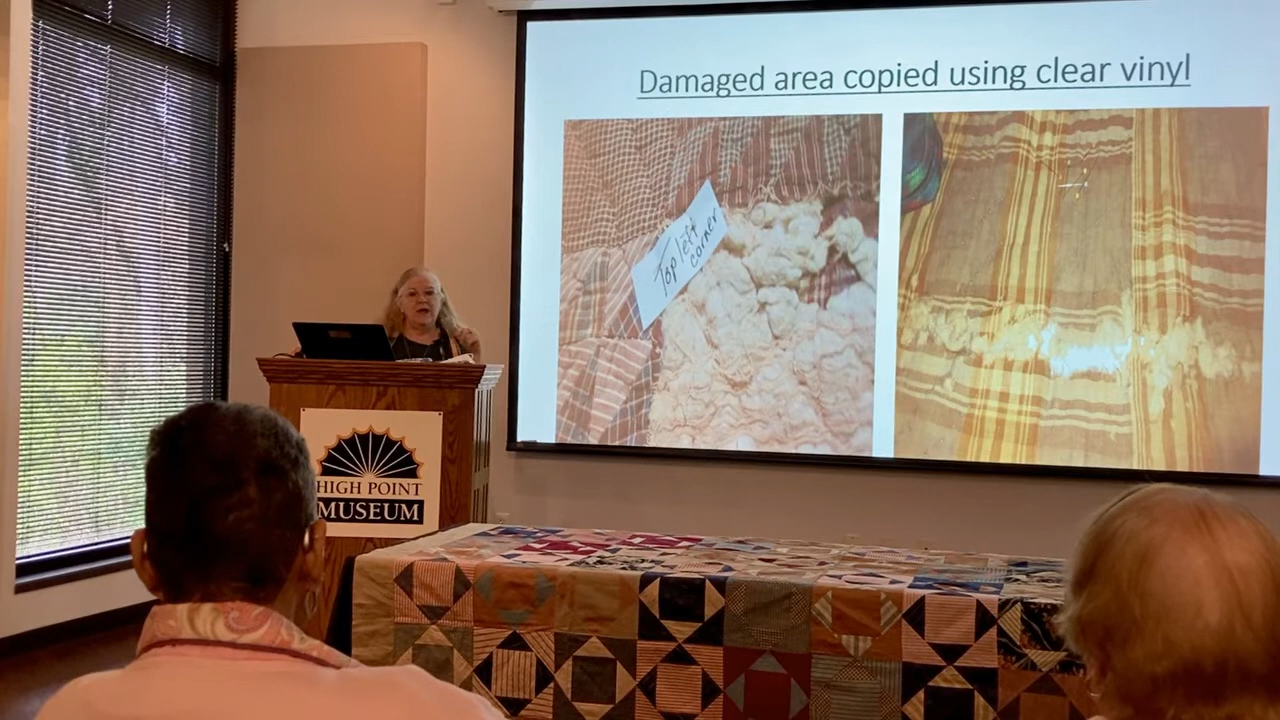 Damaged area copied using clear vinyl
Top left
corner
HIGH POINT
MUSEUM